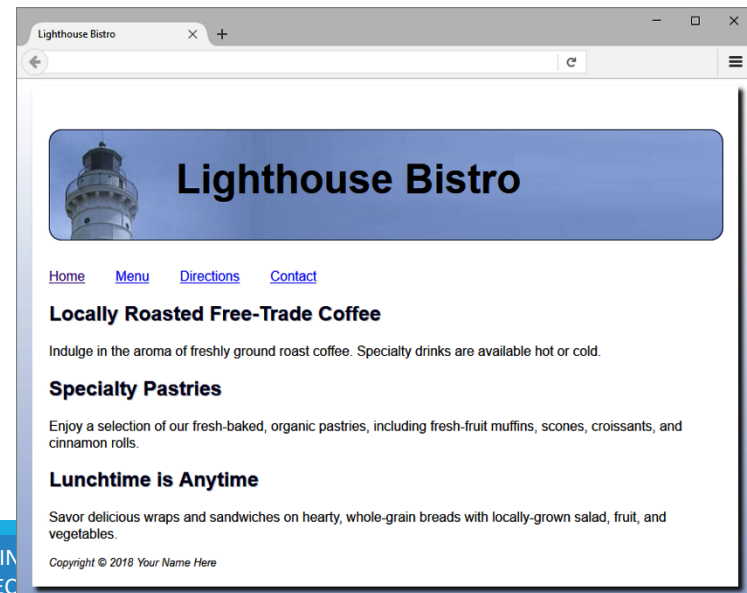 Lighthouse Bistro
Lighthouse Bistro
Home Menu Directions Contact
Locally Roasted Free-Trade Coffee
Indulge in the aroma of freshly ground roast coffee. Specialty drinks are available hot or cold.
Specialty Pastries
Enjoy a selection of our fresh-baked, organic pastries, including fresh-fruit muffins, scones, croissants, and
cinnamon rolls.
Lunchtime is Anytime
Savor delicious wraps and sandwiches on hearty, whole-grain breads with locally-grown salad, fruit, and
vegetables.
Copyright © 2018 Your Name Here